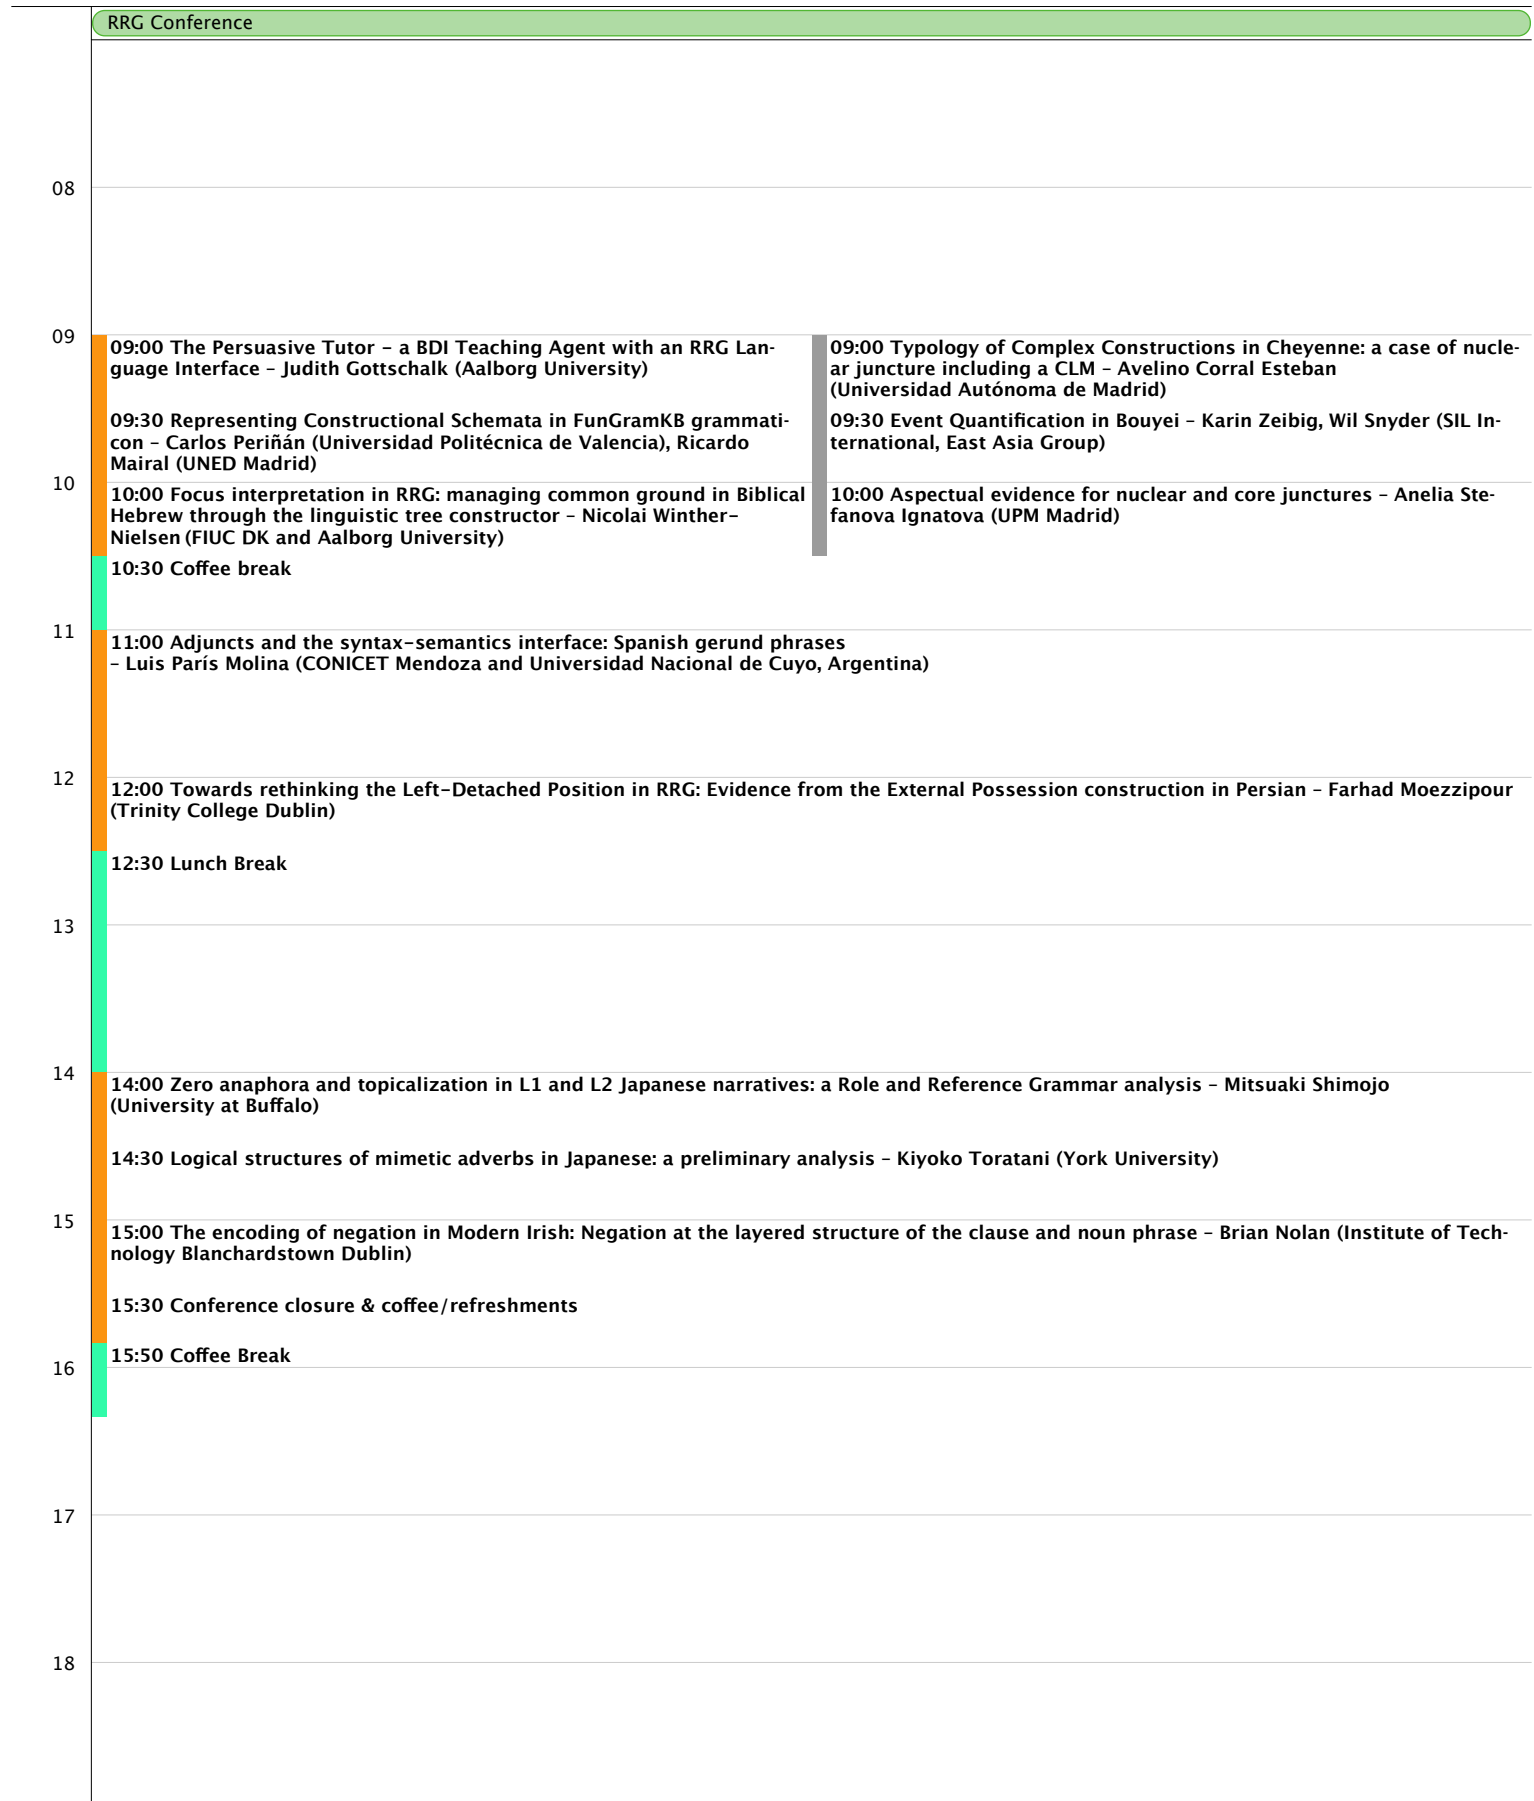 RRG Conference
08
09
09:00 The Persuasive Tutor – a BDI Teaching Agent with an RRG Lan-
guage Interface – Judith Gottschalk (Aalborg University)
09:30 Representing Constructional Schemata in FunGramKB grammati-
con – Carlos Periñán (Universidad Politécnica de Valencia), Ricardo
Mairal (UNED Madrid)
10
10:00 Focus interpretation in RRG: managing common ground in Biblical
Hebrew through the linguistic tree constructor – Nicolai Winther-
Nielsen (FIUC DK and Aalborg University)
09:00 Typology of Complex Constructions in Cheyenne: a case of nucle-
ar juncture including a CLM – Avelino Corral Esteban
(Universidad Autónoma de Madrid)
09:30 Event Quantification in Bouyei – Karin Zeibig, Wil Snyder (SIL In-
ternational, East Asia Group)
10:00 Aspectual evidence for nuclear and core junctures – Anelia Ste-
fanova Ignatova (UPM Madrid)
10:30 Coffee break
11
11:00 Adjuncts and the syntax-semantics interface: Spanish gerund phrases
– Luis París Molina (CONICET Mendoza and Universidad Nacional de Cuyo, Argentina)
12
12:00 Towards rethinking the Left-Detached Position in RRG: Evidence from the External Possession construction in Persian – Farhad Moezzipour
(Trinity College Dublin)
12:30 Lunch Break
13
14
14:00 Zero anaphora and topicalization in L1 and L2 Japanese narratives: a Role and Reference Grammar analysis – Mitsuaki Shimojo
(University at Buffalo)
14:30 Logical structures of mimetic adverbs in Japanese: a preliminary analysis – Kiyoko Toratani (York University)
15
15:00 The encoding of negation in Modern Irish: Negation at the layered structure of the clause and noun phrase – Brian Nolan (Institute of Tech-
nology Blanchardstown Dublin)
15:30 Conference closure & coffee/refreshments
15:50 Coffee Break
16
17
18